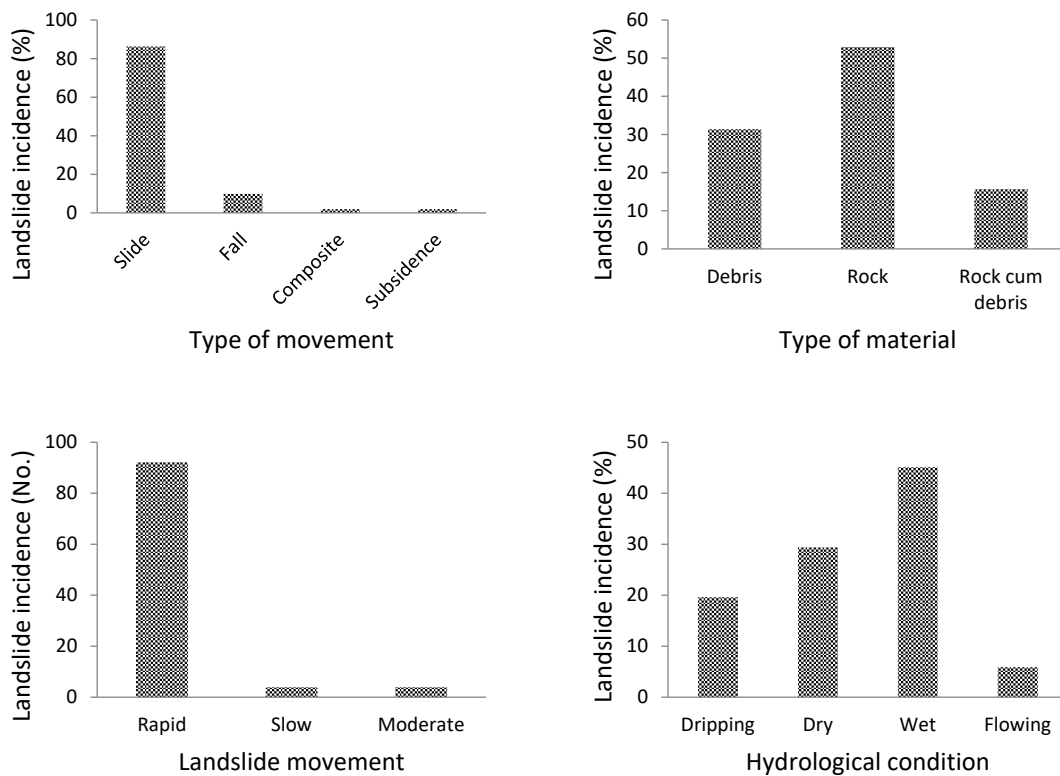 Landslide incidence (%)
100
80
60
40
20
0
Slide
Fall
Composite
Subsidence
Type of movement
Landslide incidence (%)
60
50
40
30
20
10
0
Debris
Rock
Rock cum
debris
Type of material
Landslide incidence (No.)
100
80
60
40
20
0
Rapid
Slow
Moderate
Landslide movement
Landslide incidence (%)
50
40
30
20
10
0
Dripping
Dry
Wet
Flowing
Hydrological condition